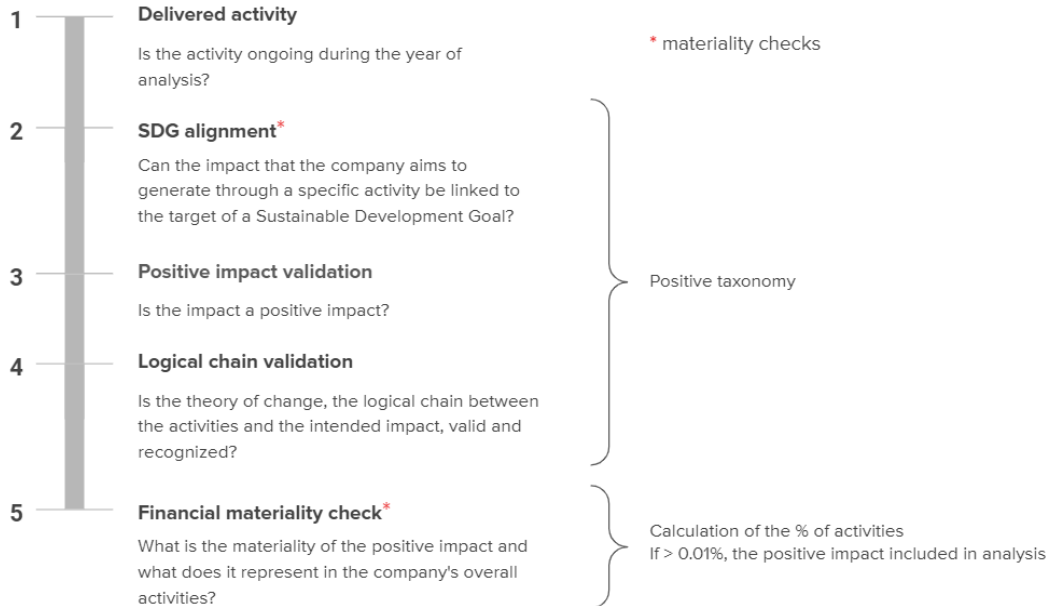 1
Delivered activity
Is the activity ongoing during the year of
analysis?
* materiality checks
2
SDG alignment*
Can the impact that the company aims to
generate through a specific activity be linked to
the target of a Sustainable Development Goal?
3
Positive impact validation
Is the impact a positive impact?
Positive taxonomy
4
Logical chain validation
Is the theory of change, the logical chain between
the activities and the intended impact, valid and
recognized?
5
Financial materiality check*
What is the materiality of the positive impact and
what does it represent in the company's overall
activities?
Calculation of the % of activities
If > 0.01%, the positive impact included in analysis